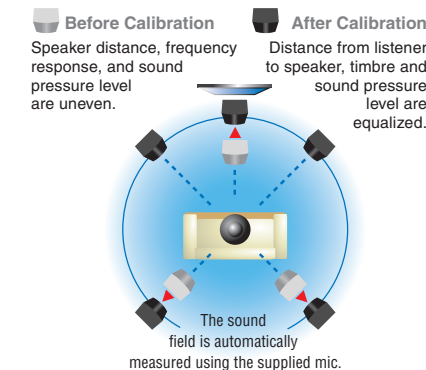 Before Calibration
Speaker distance, frequency
response, and sound
pressure level
are uneven.
After Calibration
Distance from listener
to speaker, timbre and
sound pressure
level are
equalized.
The sound
field is automatically
measured using the supplied mic.